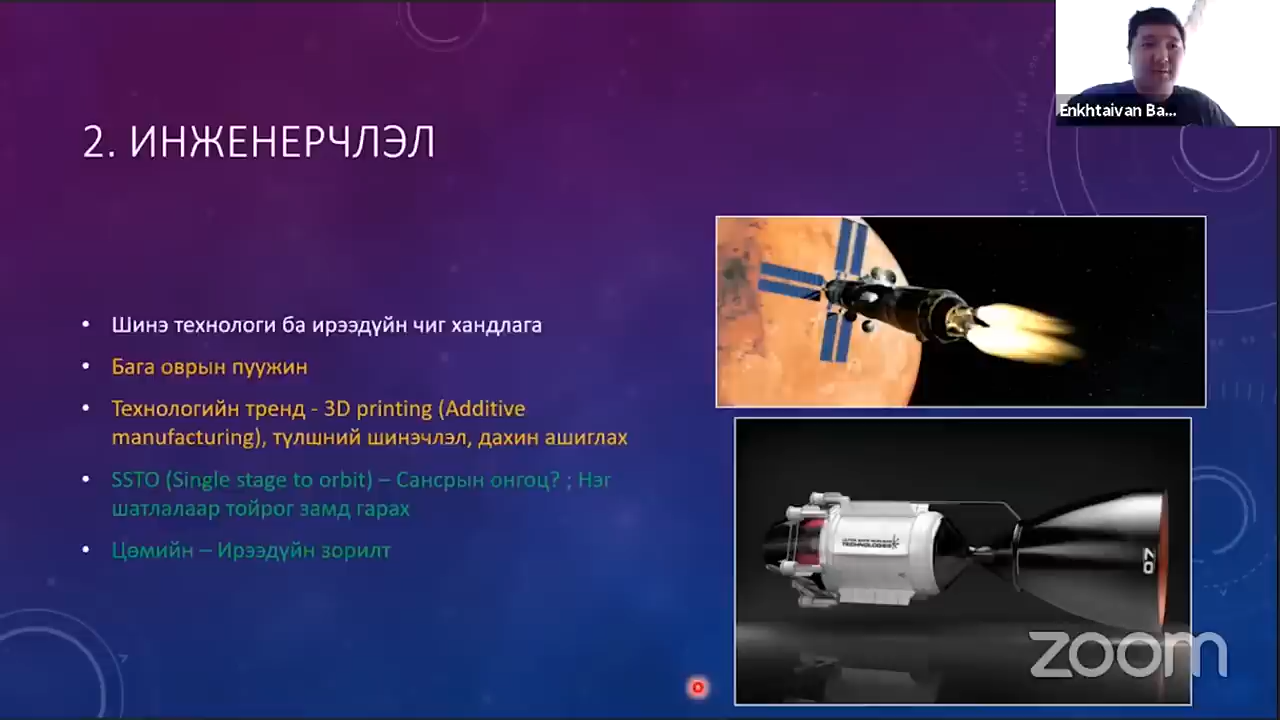 Enkhtaivan Ba...
2. ИНЖЕНЕРЧЛЭЛ
• Шинэ технологи ба ирээдүйн чиг хандлага
• Бага оврын пуужин
• Технологийн тренд - 3D printing (Additive
manufacturing), түлшний шинэчлэл, дахин ашиглах
• SSTO (Single stage to orbit) – Сансрын онгоц? ; Нэг
шатлалаар тойрог замд гарах
• Цөмийн – Ирээдүйн зорилт
TECHNOLOGIES
07
zoom